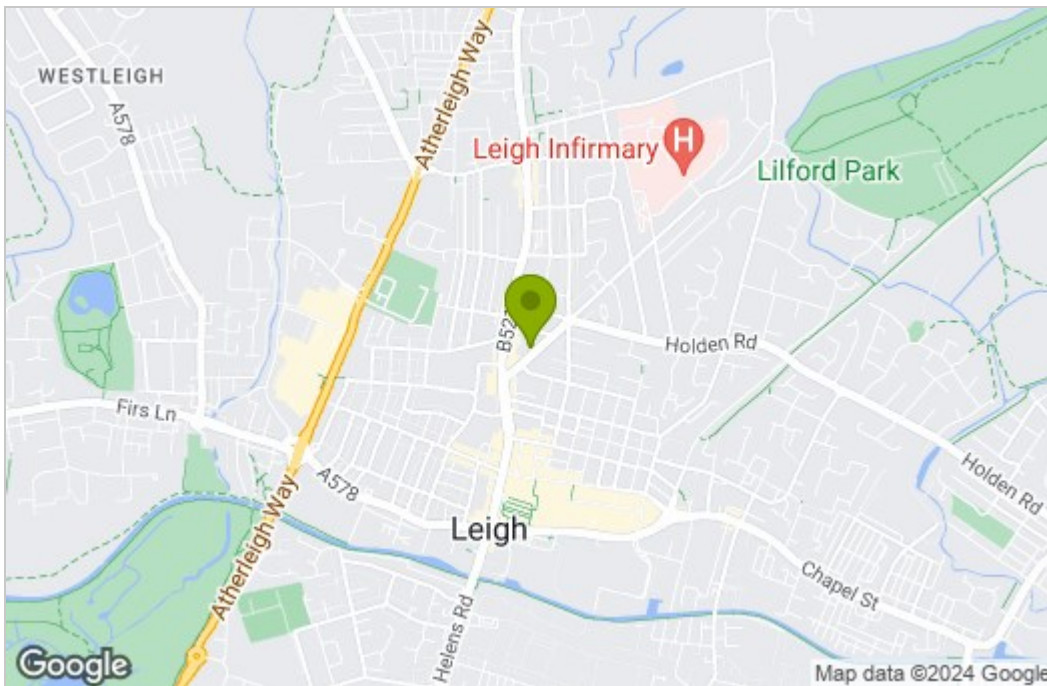 WESTLEIGH
A578
Atherleigh Way
Leigh Infirmary
H
Lilford Park
Holden Rd
Firs Ln
A578
Holden Rd
Leigh
Atherleigh Way
Chapel St
Helens Rd
Google
Map data ©2024 Google